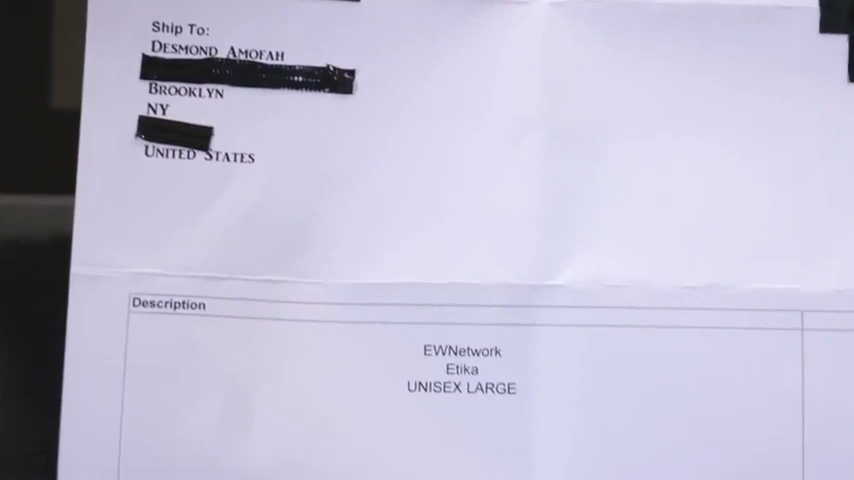 Ship To:
Desmond Amofah
Brooklyn
NY
United States
Description
EWNetwork
Etika
UNISEX LARGE